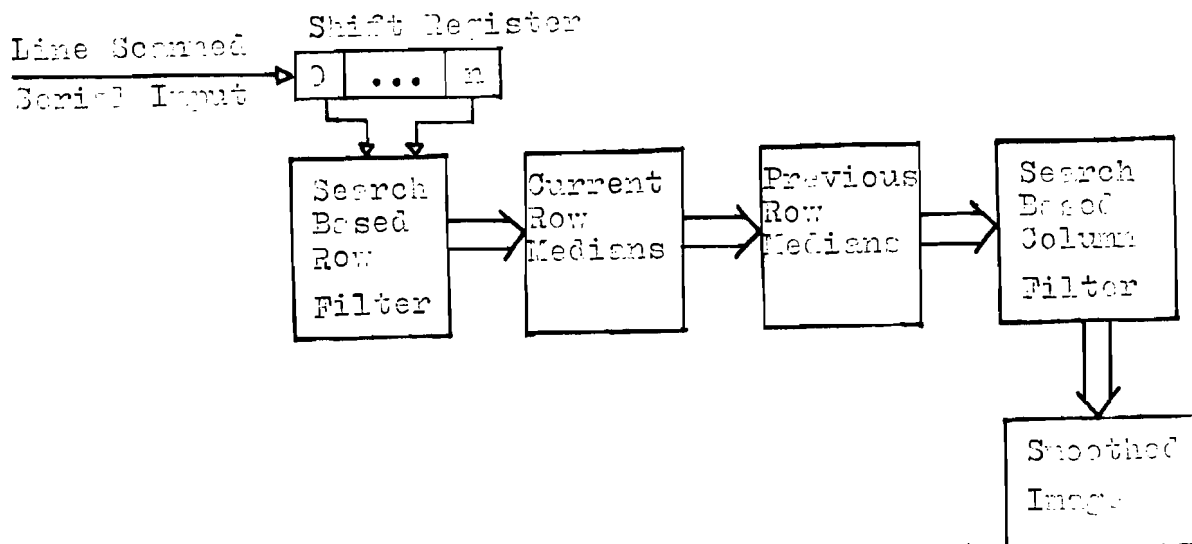 Shift Register
Line Scanned
Serial Input
0 ... n
Search
Based
Row
Filter
Current
Row
Medians
Previous
Row
Medians
Search
Based
Column
Filter
Smoothed
Image